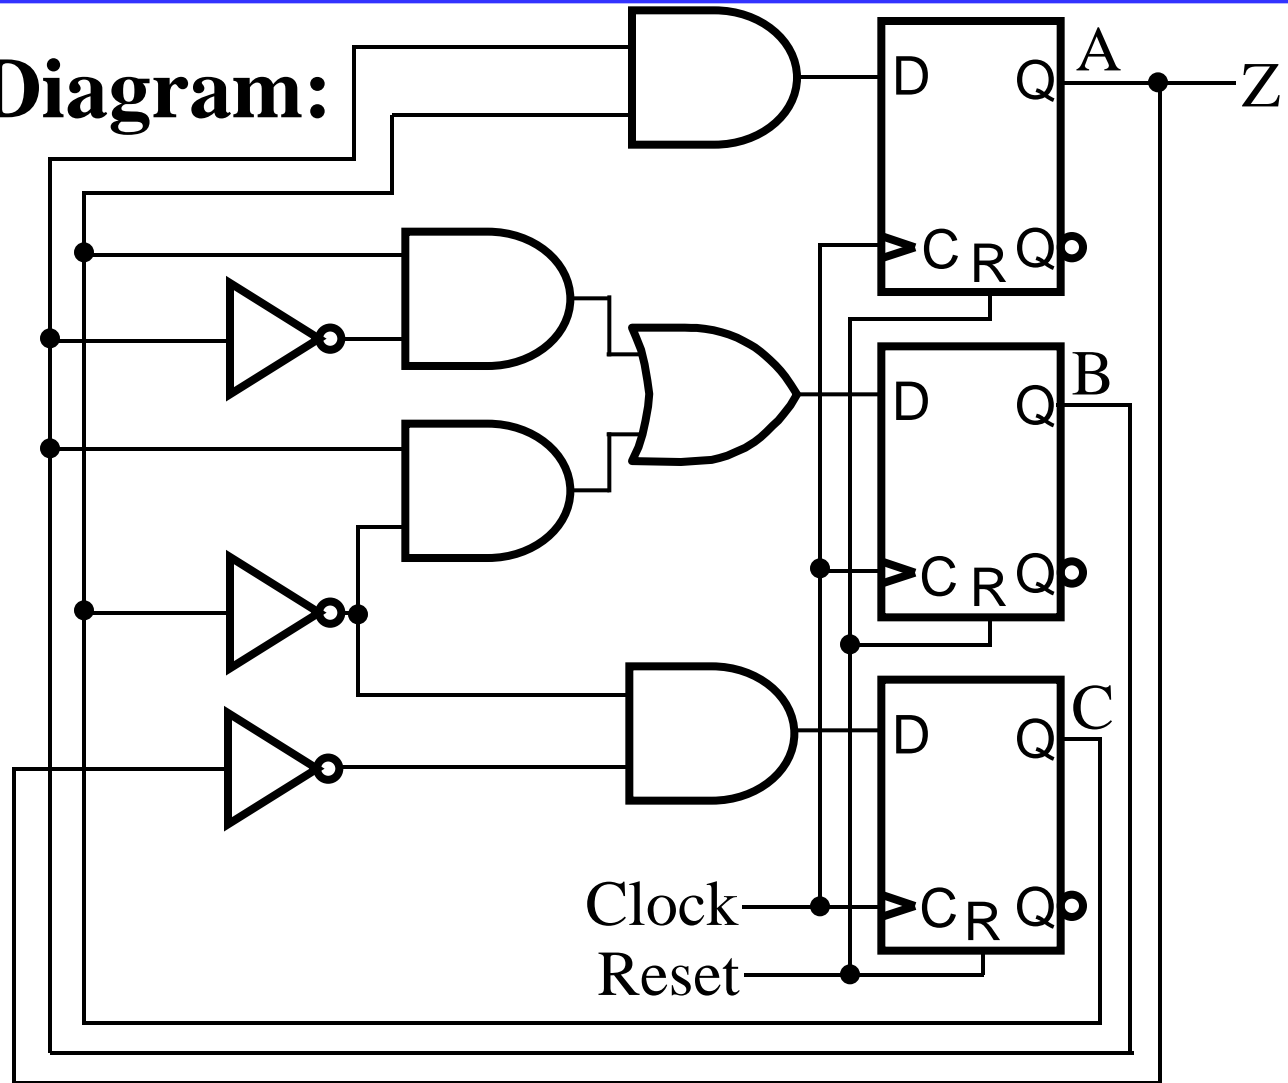 Diagram:
D Q A
Z
C R Q
D Q B
C R Q
D Q C
C R Q
Clock
Reset